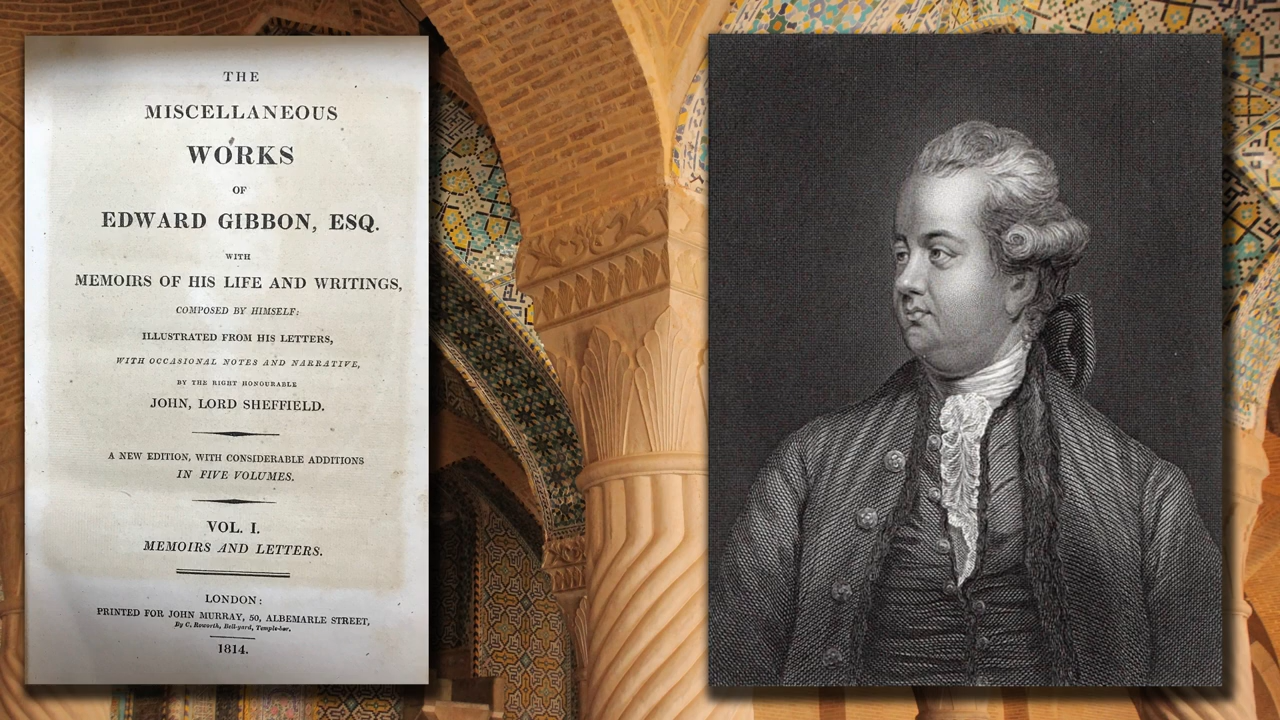 THE
MISCELLANEOUS
WORKS
OF
EDWARD GIBBON, ESQ.
WITH
MEMOIRS OF HIS LIFE AND WRITINGS,
COMPOSED BY HIMSELF:
ILLUSTRATED FROM HIS LETTERS,
WITH OCCASIONAL NOTES AND NARRATIVE,
BY THE RIGHT HONOURABLE
JOHN, LORD SHEFFIELD.
A NEW EDITION, WITH CONSIDERABLE ADDITIONS
IN FIVE VOLUMES.
VOL. I.
MEMOIRS AND LETTERS.
LONDON:
PRINTED FOR JOHN MURRAY, 50, ALBEMARLE STREET,
By C. Roworth, Bell-yard, Temple-bar.
1814.